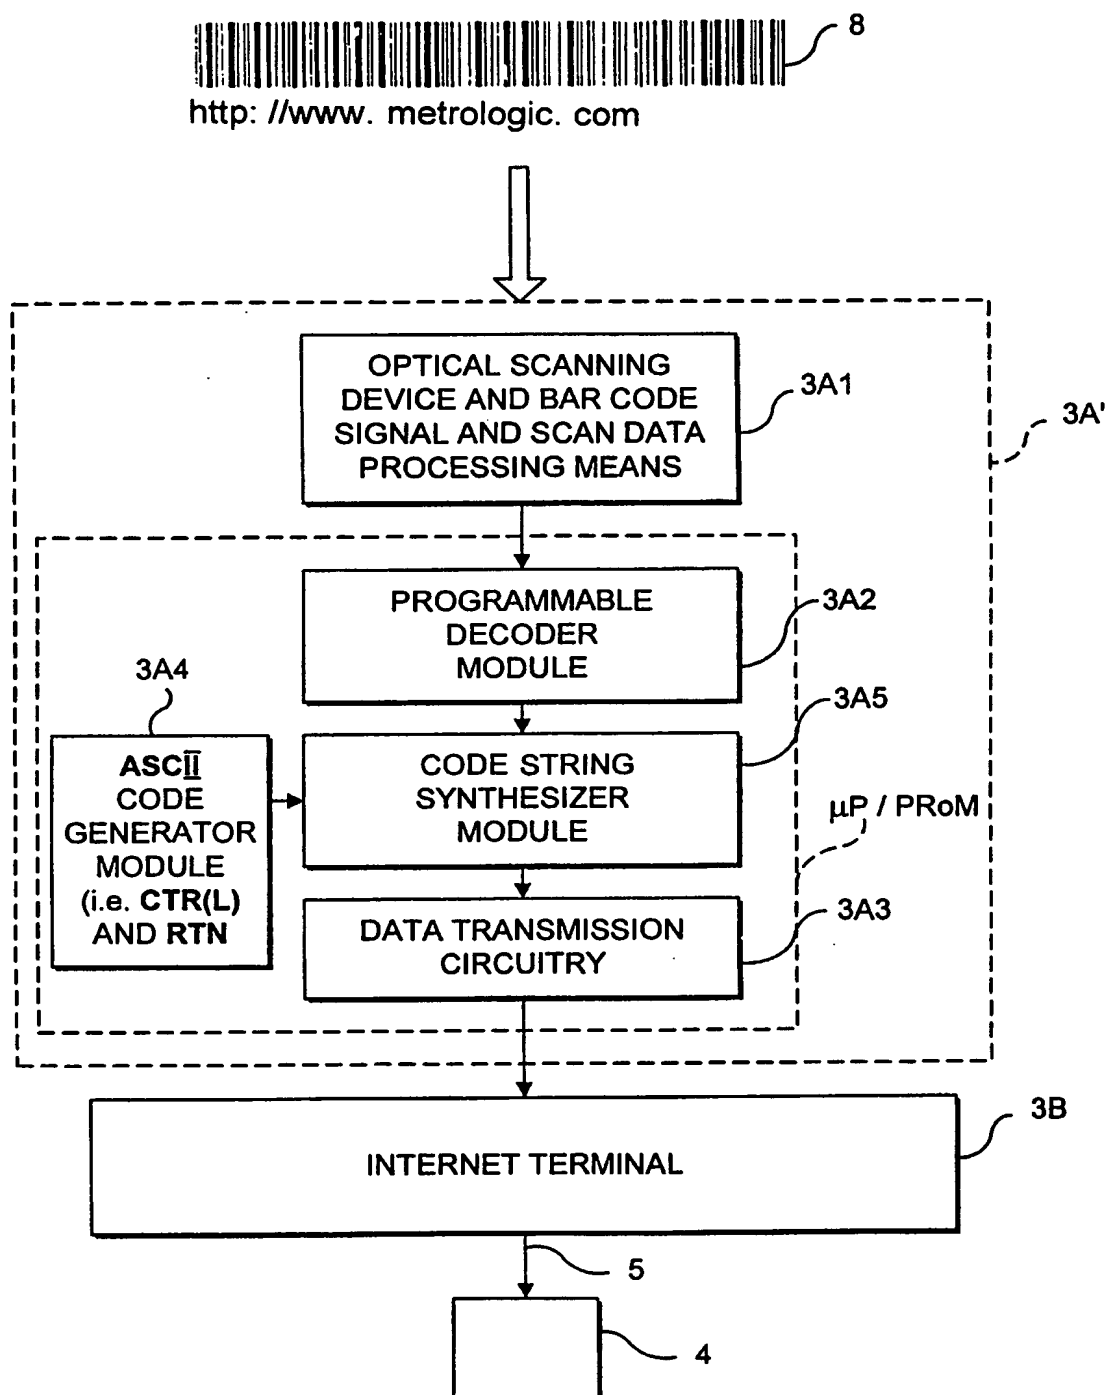 8
http: //www. metrologic. com
OPTICAL SCANNING
DEVICE AND BAR CODE
SIGNAL AND SCAN DATA
PROCESSING MEANS
3A1
3A'
PROGRAMMABLE
DECODER
MODULE
3A2
3A4
3A5
ASCII
CODE
GENERATOR
MODULE
(i.e. CTR(L)
AND RTN
CODE STRING
SYNTHESIZER
MODULE
μP / PRoM
DATA TRANSMISSION
CIRCUITRY
3A3
INTERNET TERMINAL
3B
5
4